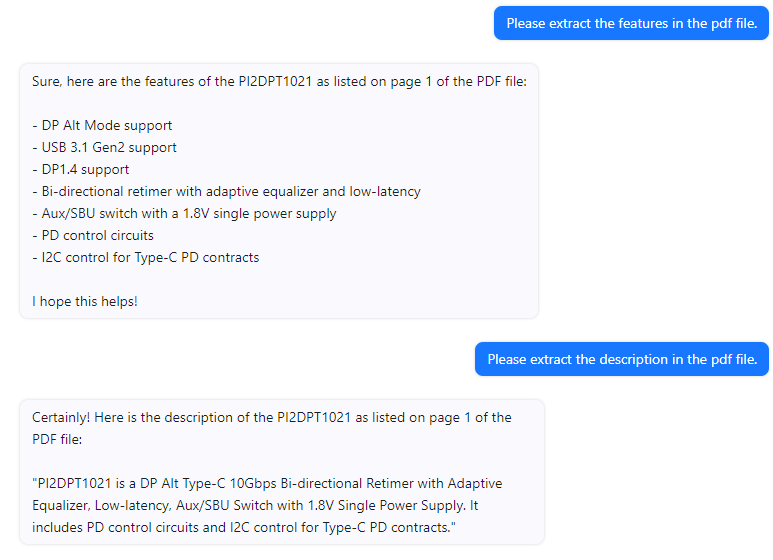 Please extract the features in the pdf file.
Sure, here are the features of the PI2DPT1021 as listed on page 1 of the PDF file:
- DP Alt Mode support
- USB 3.1 Gen2 support
- DP1.4 support
- Bi-directional retimer with adaptive equalizer and low-latency
- Aux/SBU switch with a 1.8V single power supply
- PD control circuits
- I2C control for Type-C PD contracts
I hope this helps!
Please extract the description in the pdf file.
Certainly! Here is the description of the PI2DPT1021 as listed on page 1 of the
PDF file:
"PI2DPT1021 is a DP Alt Type-C 10Gbps Bi-directional Retimer with Adaptive
Equalizer, Low-latency, Aux/SBU Switch with 1.8V Single Power Supply. It
includes PD control circuits and I2C control for Type-C PD contracts."